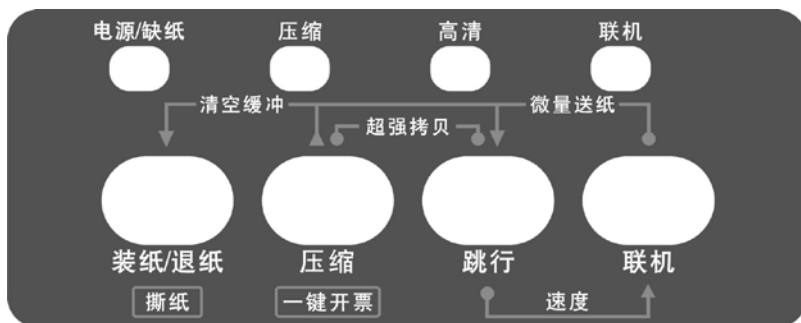 电源/缺纸 压缩 高清 联机
清空缓冲 微量送纸
超强拷贝
装纸/退纸 压缩 跳行 联机
撕纸 一键开票 速度